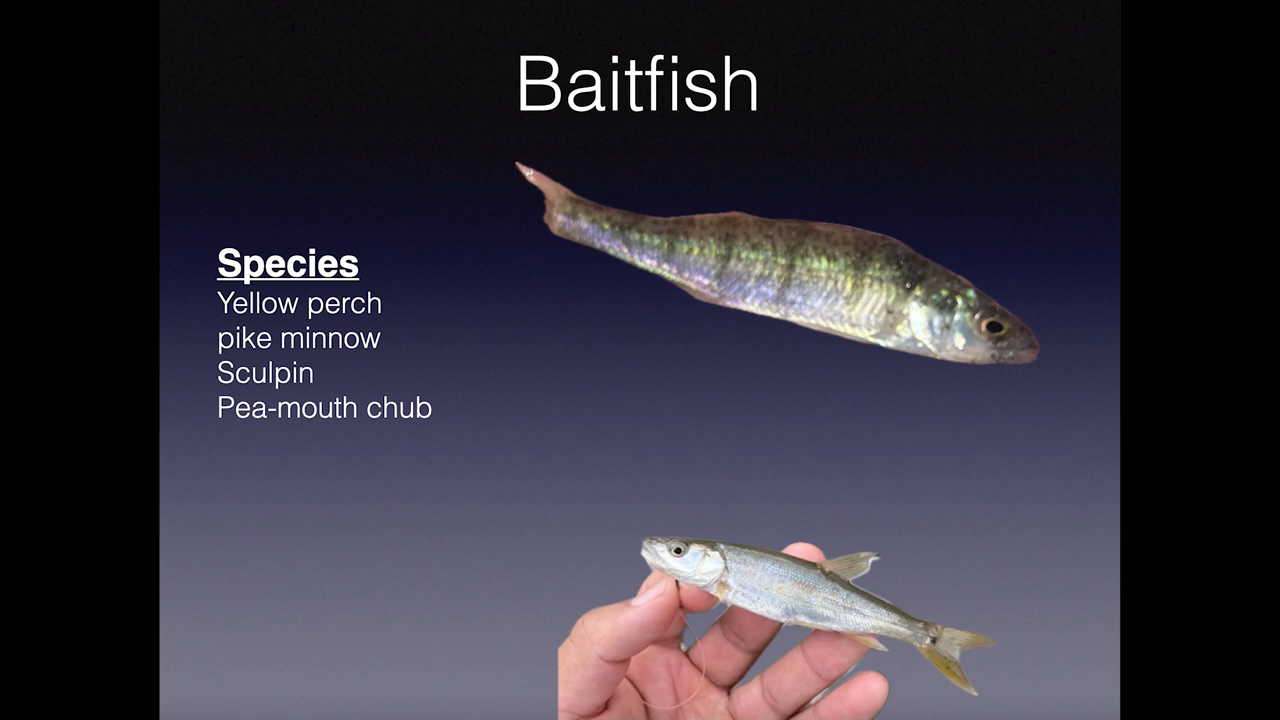 Baitfish
Species
Yellow perch
pike minnow
Sculpin
Pea-mouth chub